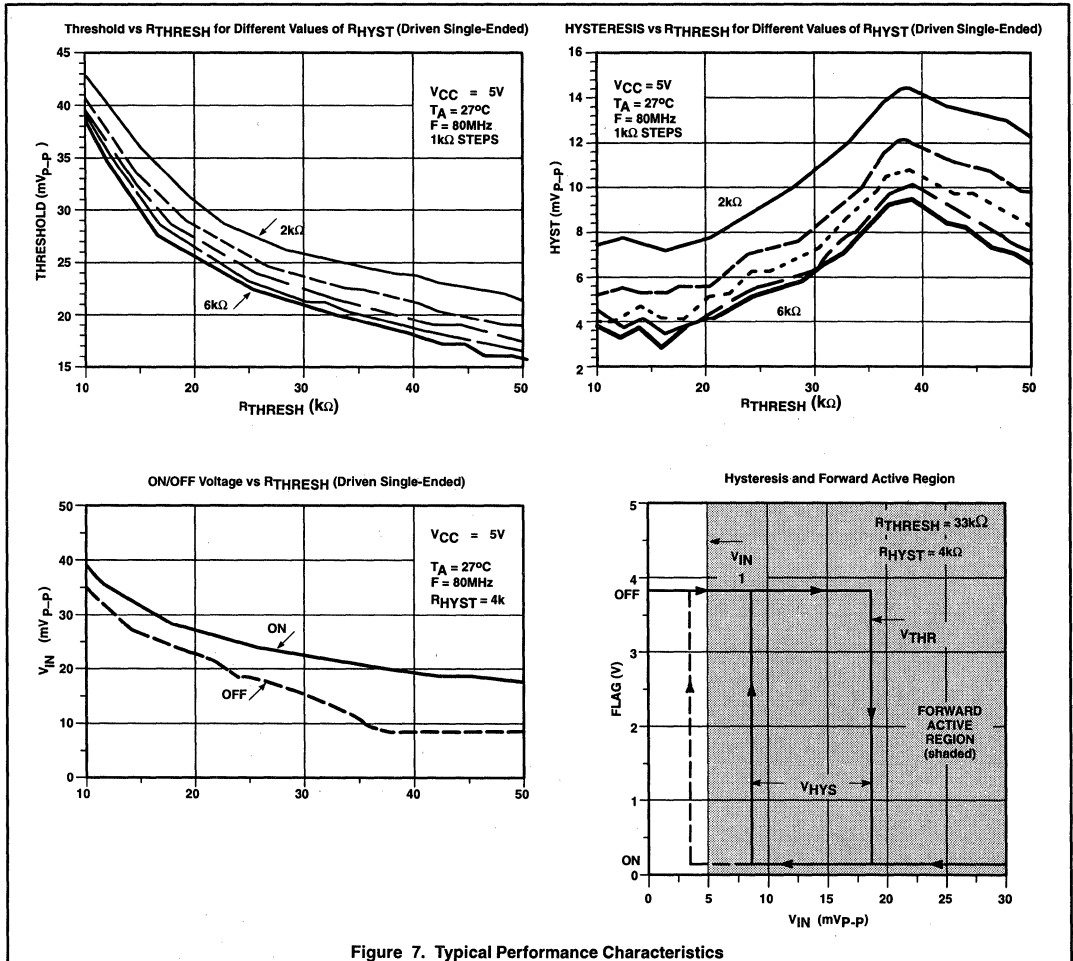 Threshold vs RTHRESH for Different Values of RHYST (Driven Single-Ended)
45
40
35
30
25
20
15
THRESHOLD (mVP–P)
VCC = 5V
TA = 27ºC
F = 80MHz
1kΩ STEPS
2kΩ
6kΩ
10 20 30 40 50
RTHRESH (kΩ)
HYSTERESIS vs RTHRESH for Different Values of RHYST (Driven Single-Ended)
16
14
12
10
8
6
4
2
HYST (mVP–P)
VCC = 5V
TA = 27ºC
F = 80MHz
1kΩ STEPS
2kΩ
6kΩ
10 20 30 40 50
RTHRESH (kΩ)
ON/OFF Voltage vs RTHRESH (Driven Single-Ended)
50
40
30
20
10
0
VIN (mVP–P)
VCC = 5V
TA = 27ºC
F = 80MHz
RHYST = 4k
ON
OFF
10 20 30 40 50
Hysteresis and Forward Active Region
5
4
OFF
3
2
1
ON
0
FLAG (V)
RTHRESH = 33kΩ
RHYST = 4kΩ
VIN
1
VTHR
FORWARD
ACTIVE
REGION
(shaded)
VHYS
0 5 10 15 20 25 30
VIN (mVP-P)
Figure 7. Typical Performance Characteristics